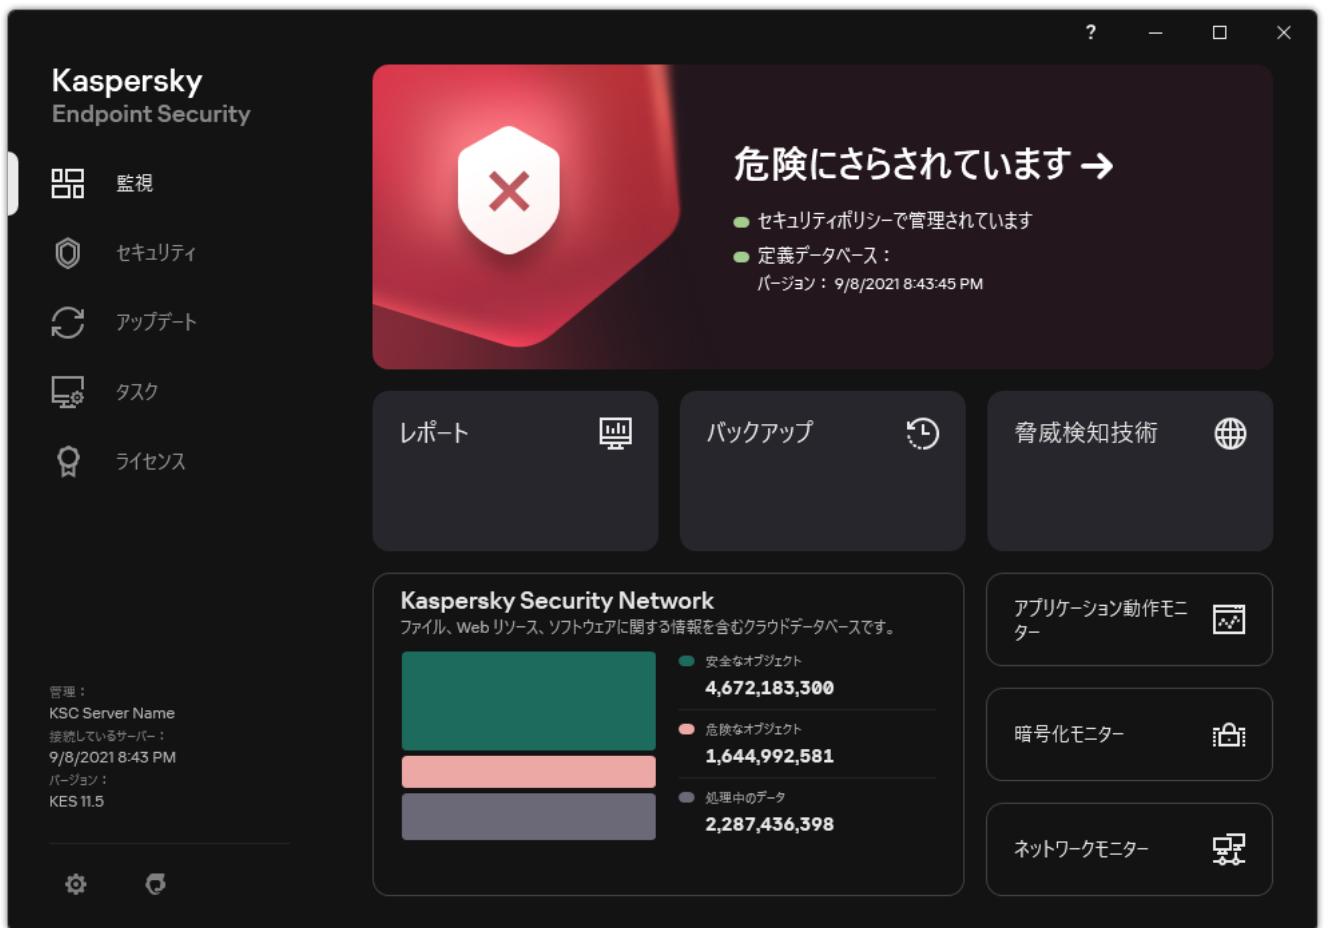 ?
Kaspersky
Endpoint Security
監視
セキュリティ
アップデート
タスク
ライセンス
管理：
KSC Server Name
接続しているサーバー：
9/8/2021 8:43 PM
バージョン：
KES 11.5
危険にさらされています →
セキュリティポリシーで管理されています
定義データベース：
バージョン： 9/8/2021 8:43:45 PM
レポート
バックアップ
脅威検知技術
Kaspersky Security Network
ファイル、Web リソース、ソフトウェアに関する情報を含むクラウドデータベースです。
安全なオブジェクト
4,672,183,300
危険なオブジェクト
1,644,992,581
処理中のデータ
2,287,436,398
アプリケーション動作モニ
ター
暗号化モニター
ネットワークモニター